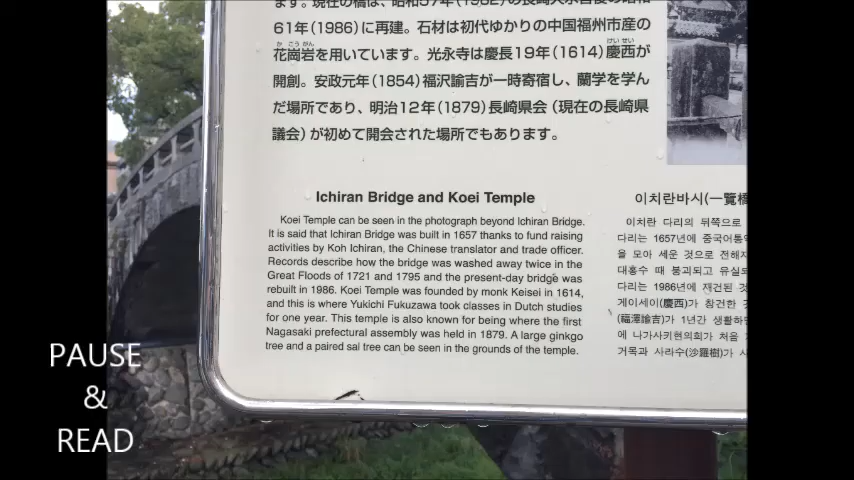 ます。現在の橋は、昭和57年(1982)の長崎大水害後の昭和
61年(1986)に再建。石材は初代ゆかりの中国福州市産の
花崗岩を用いています。光永寺は慶長19年(1614)慶西が
開創。安政元年(1854)福沢諭吉が一時寄宿し、蘭学を学ん
だ場所であり、明治12年(1879)長崎県会(現在の長崎県
議会)が初めて開会された場所でもあります。
Ichiran Bridge and Koei Temple
Koei Temple can be seen in the photograph beyond Ichiran Bridge.
It is said that Ichiran Bridge was built in 1657 thanks to fund raising
activities by Koh Ichiran, the Chinese translator and trade officer.
Records describe how the bridge was washed away twice in the
Great Floods of 1721 and 1795 and the present-day bridge was
rebuilt in 1986. Koei Temple was founded by monk Keisei in 1614,
and this is where Yukichi Fukuzawa took classes in Dutch studies
for one year. This temple is also known for being where the first
Nagasaki prefectural assembly was held in 1879. A large ginkgo
tree and a paired sal tree can be seen in the grounds of the temple.
이치란바시(一覧橋
이치란 다리의 뒤쪽으로
다리는 1657년에 중국어통역
을 모아 세운 것으로 전해지
대홍수 때 붕괴되고 유실되
다리는 1986년에 재건된 것
게이세이(慶西)가 창건한 것
(福澤諭吉)가 1년간 생활하면
에 나가사키현의회가 처음
거목과 사라수(沙羅樹)가 사
PAUSE
&
READ